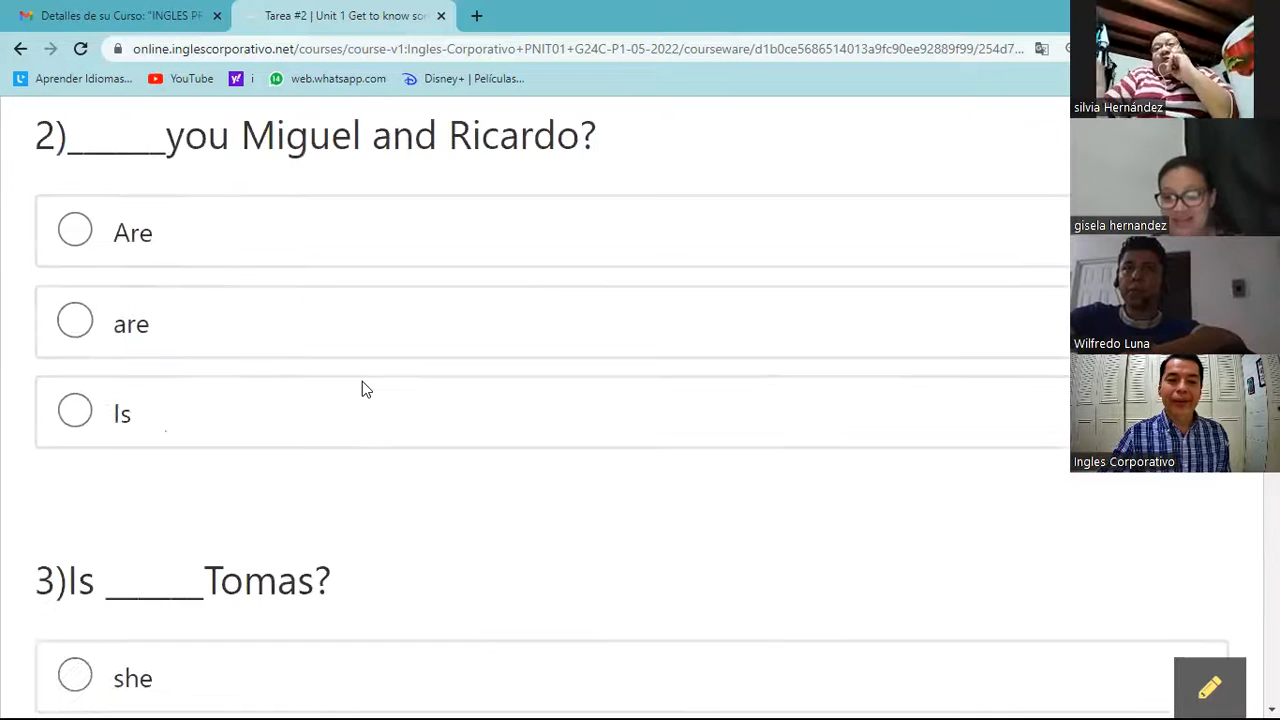 Detalles de su Curso: "INGLES PF
Tarea #2 | Unit 1 Get to know sor
online.inglescorporativo.net/courses/course-v1:Ingles-Corporativo+PNIT01+G24C-P1-05-2022/courseware/d1b0ce5686514013a9fc90ee92889f99/254d7...
Aprender Idiomas... YouTube i web.whatsapp.com Disney+ | Películas...
2)______you Miguel and Ricardo?
Are
are
Is
3)Is ______Tomas?
she
silvia Hernández
gisela hernandez
Wilfredo Luna
Ingles Corporativo